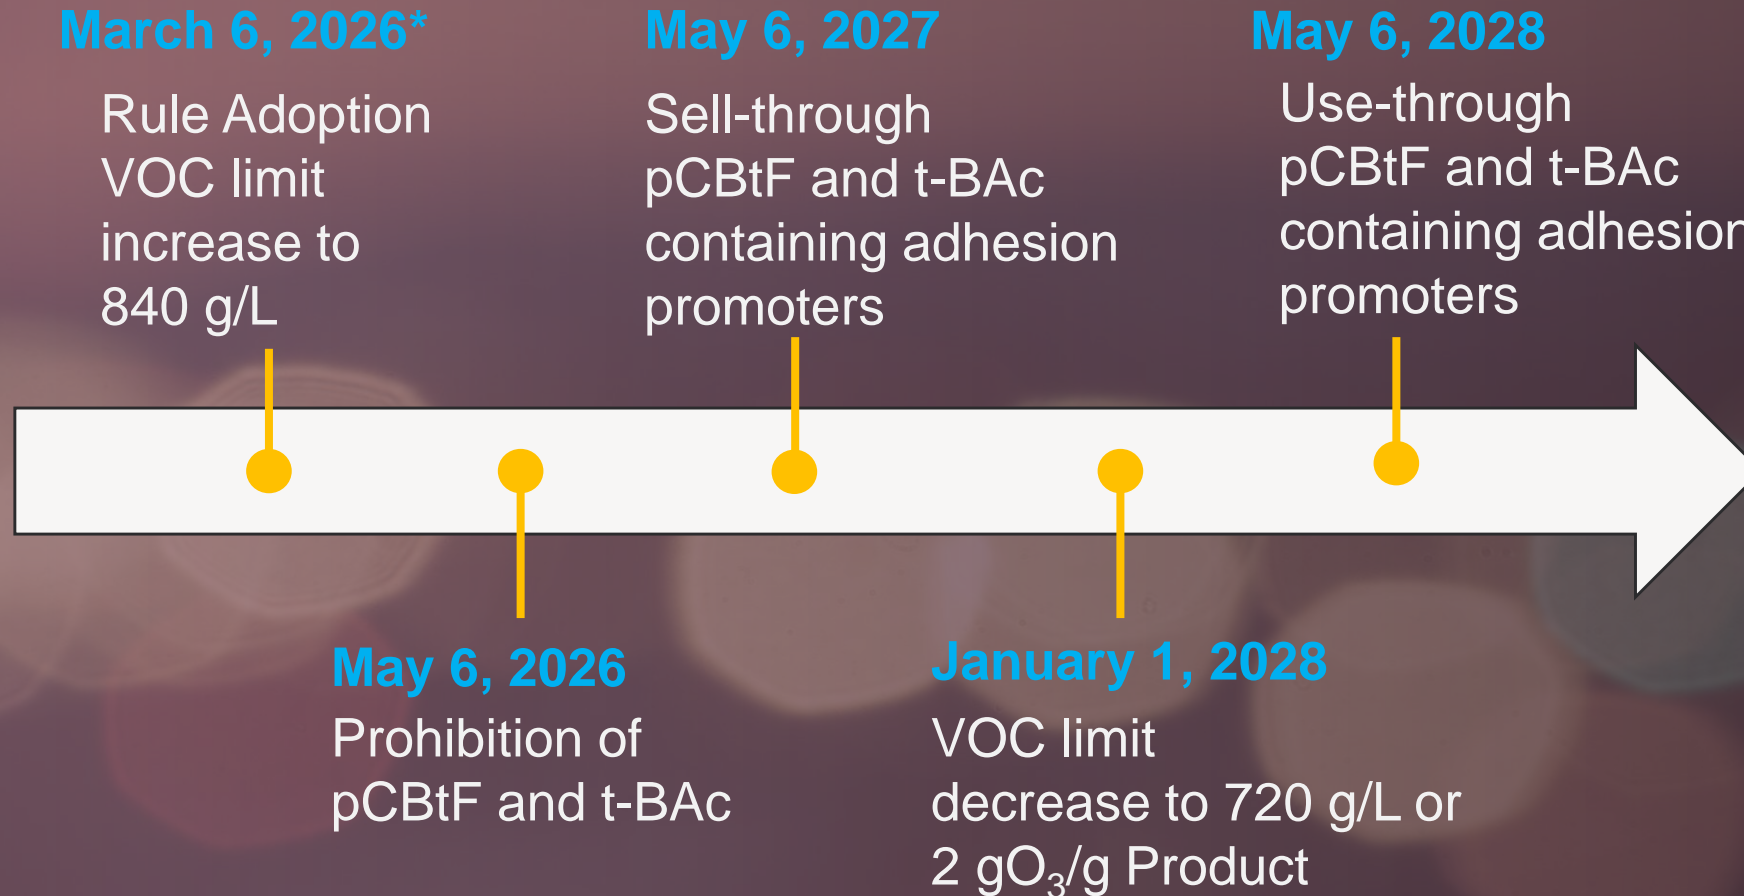 March 6, 2026*
Rule Adoption
VOC limit
increase to
840 g/L
May 6, 2027
Sell-through
pCBtF and t-BAc
containing adhesion
promoters
May 6, 2028
Use-through
pCBtF and t-BAc
containing adhesion
promoters
May 6, 2026
Prohibition of
pCBtF and t-BAc
January 1, 2028
VOC limit
decrease to 720 g/L or
2 gO₃/g Product